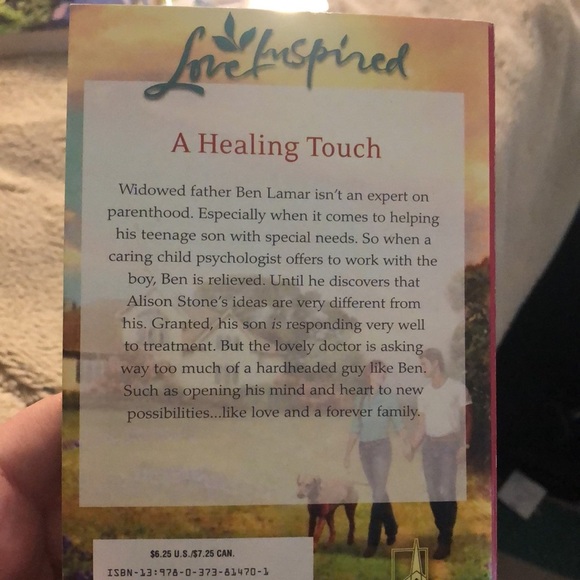 Love Inspired
A Healing Touch
Widowed father Ben Lamar isn't an expert on
parenthood. Especially when it comes to helping
his teenage son with special needs. So when a
caring child psychologist offers to work with the
boy, Ben is relieved. Until he discovers that
Alison Stone's ideas are very different from
his. Granted, his son is responding very well
to treatment. But the lovely doctor is asking
way too much of a hardheaded guy like Ben.
Such as opening his mind and heart to new
possibilities...like love and a forever family.
$6.25 U.S./$7.25 CAN.
ISBN-13:978-0-373-81470-1